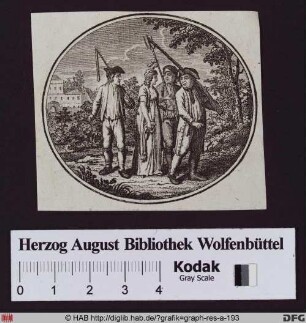 Herzog August Bibliothek Wolfenbüttel
0 1 2 3 4
Kodak
Gray Scale
© HAB http://diglib.hab.de/?grafik=graph-res-a-193
DFG